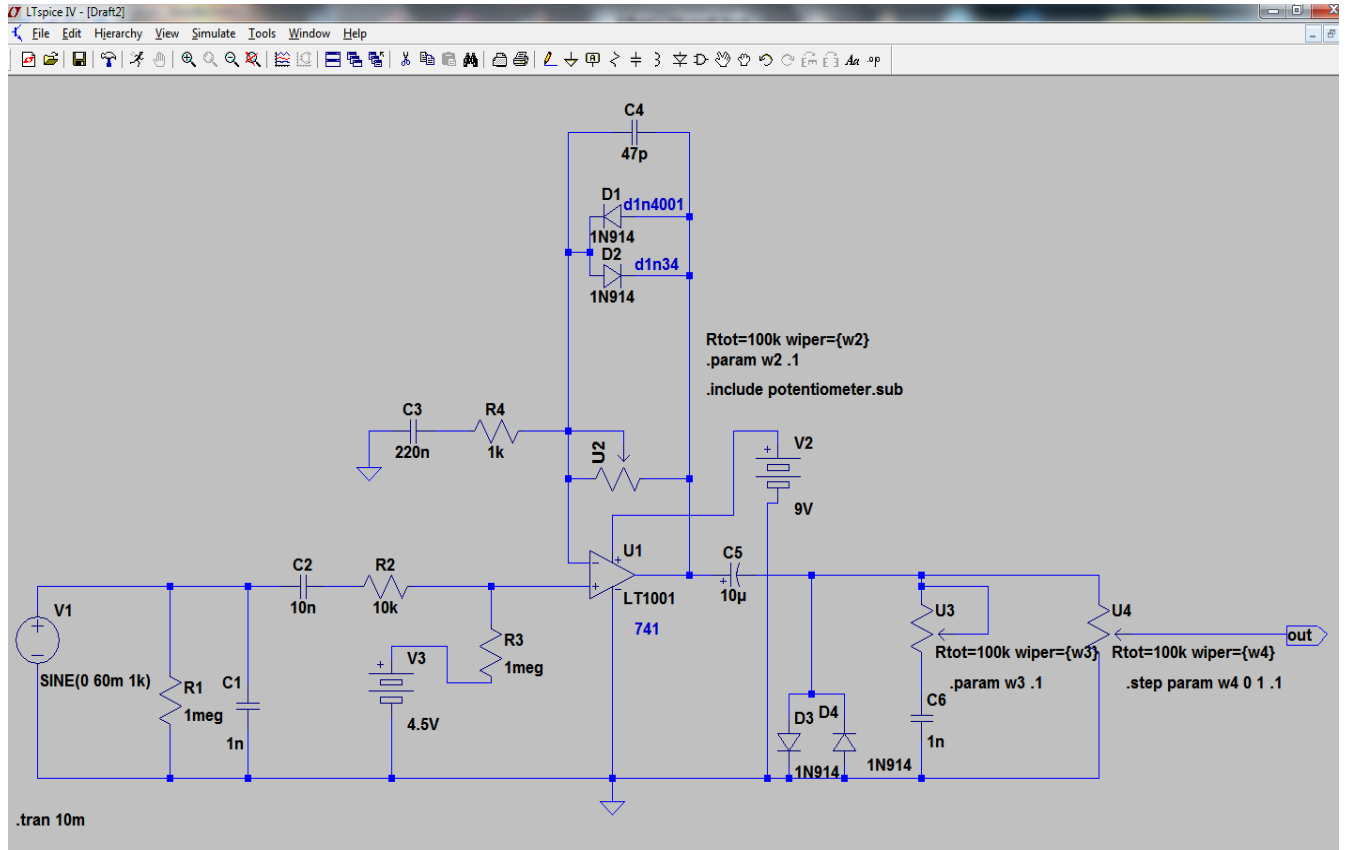 LTspice IV - [Draft2]
File Edit Hierarchy View Simulate Tools Window Help
Aa .op
C4
47p
D1
d1n4001
1N914
D2
d1n34
1N914
Rtot=100k wiper={w2}
.param w2 .1
.include potentiometer.sub
C3
R4
220n
1k
U2
V2
+
9V
U1
LT1001
741
C5
+
10µ
C2
R2
10n
10k
V1
SINE(0 60m 1k)
R1
1meg
C1
1n
R3
1meg
V3
+
4.5V
U3
Rtot=100k wiper={w3}
.param w3 .1
U4
Rtot=100k wiper={w4}
.step param w4 0 1 .1
out
C6
1n
D3 D4
1N914
1N914
.tran 10m